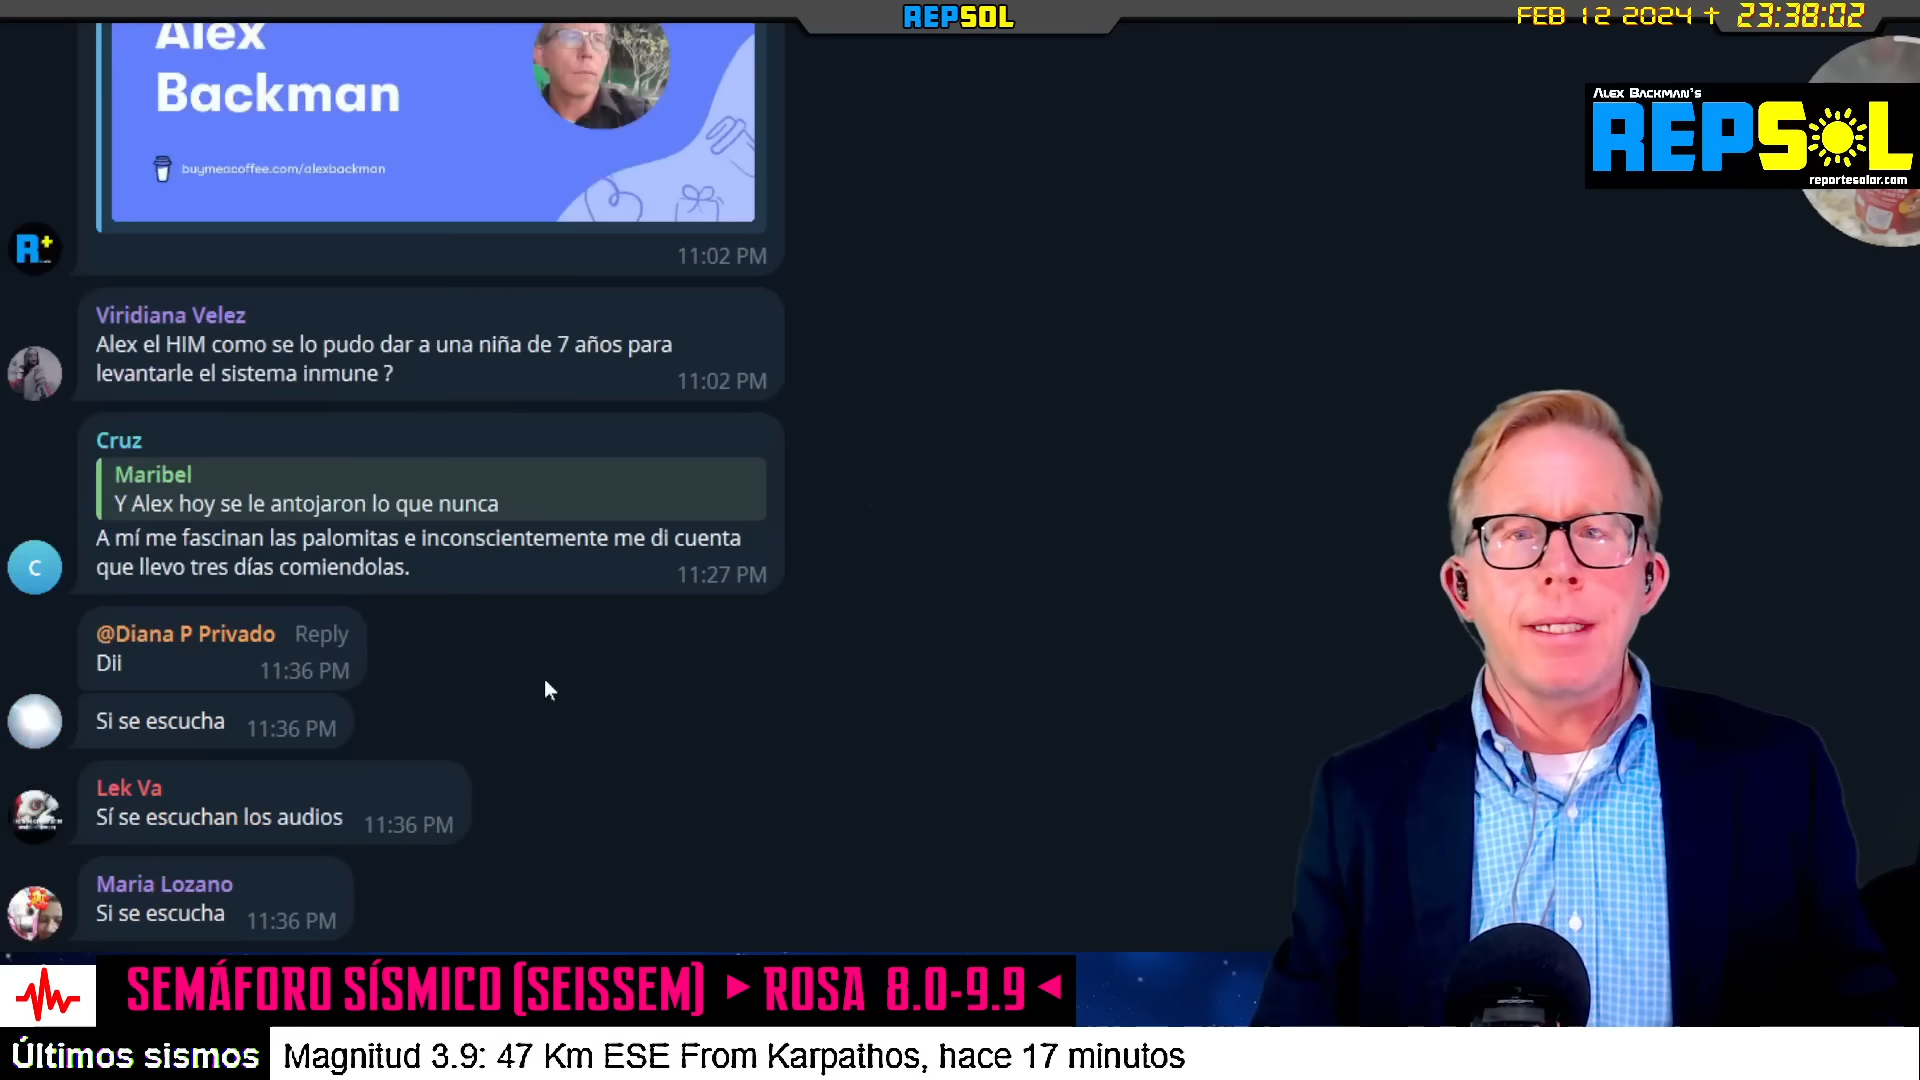 REPSOL
FEB 12 2024 † 23:38:02
ALEX BACKMAN'S
REPSOL
reportesolar.com
Alex
Backman
buymeacoffee.com/alexbackman
R+
11:02 PM
Viridiana Velez
Alex el HIM como se lo pudo dar a una niña de 7 años para
levantarle el sistema inmune ?
11:02 PM
Cruz
Maribel
Y Alex hoy se le antojaron lo que nunca
A mí me fascinan las palomitas e inconscientemente me di cuenta
que llevo tres días comiendolas.
11:27 PM
C
@Diana P Privado Reply
Dii
11:36 PM
Si se escucha 11:36 PM
Lek Va
Sí se escuchan los audios 11:36 PM
Maria Lozano
Si se escucha 11:36 PM
SEMÁFORO SÍSMICO (SEISSEM) ► ROSA 8.0-9.9 ◄
Últimos sismos Magnitud 3.9: 47 Km ESE From Karpathos, hace 17 minutos